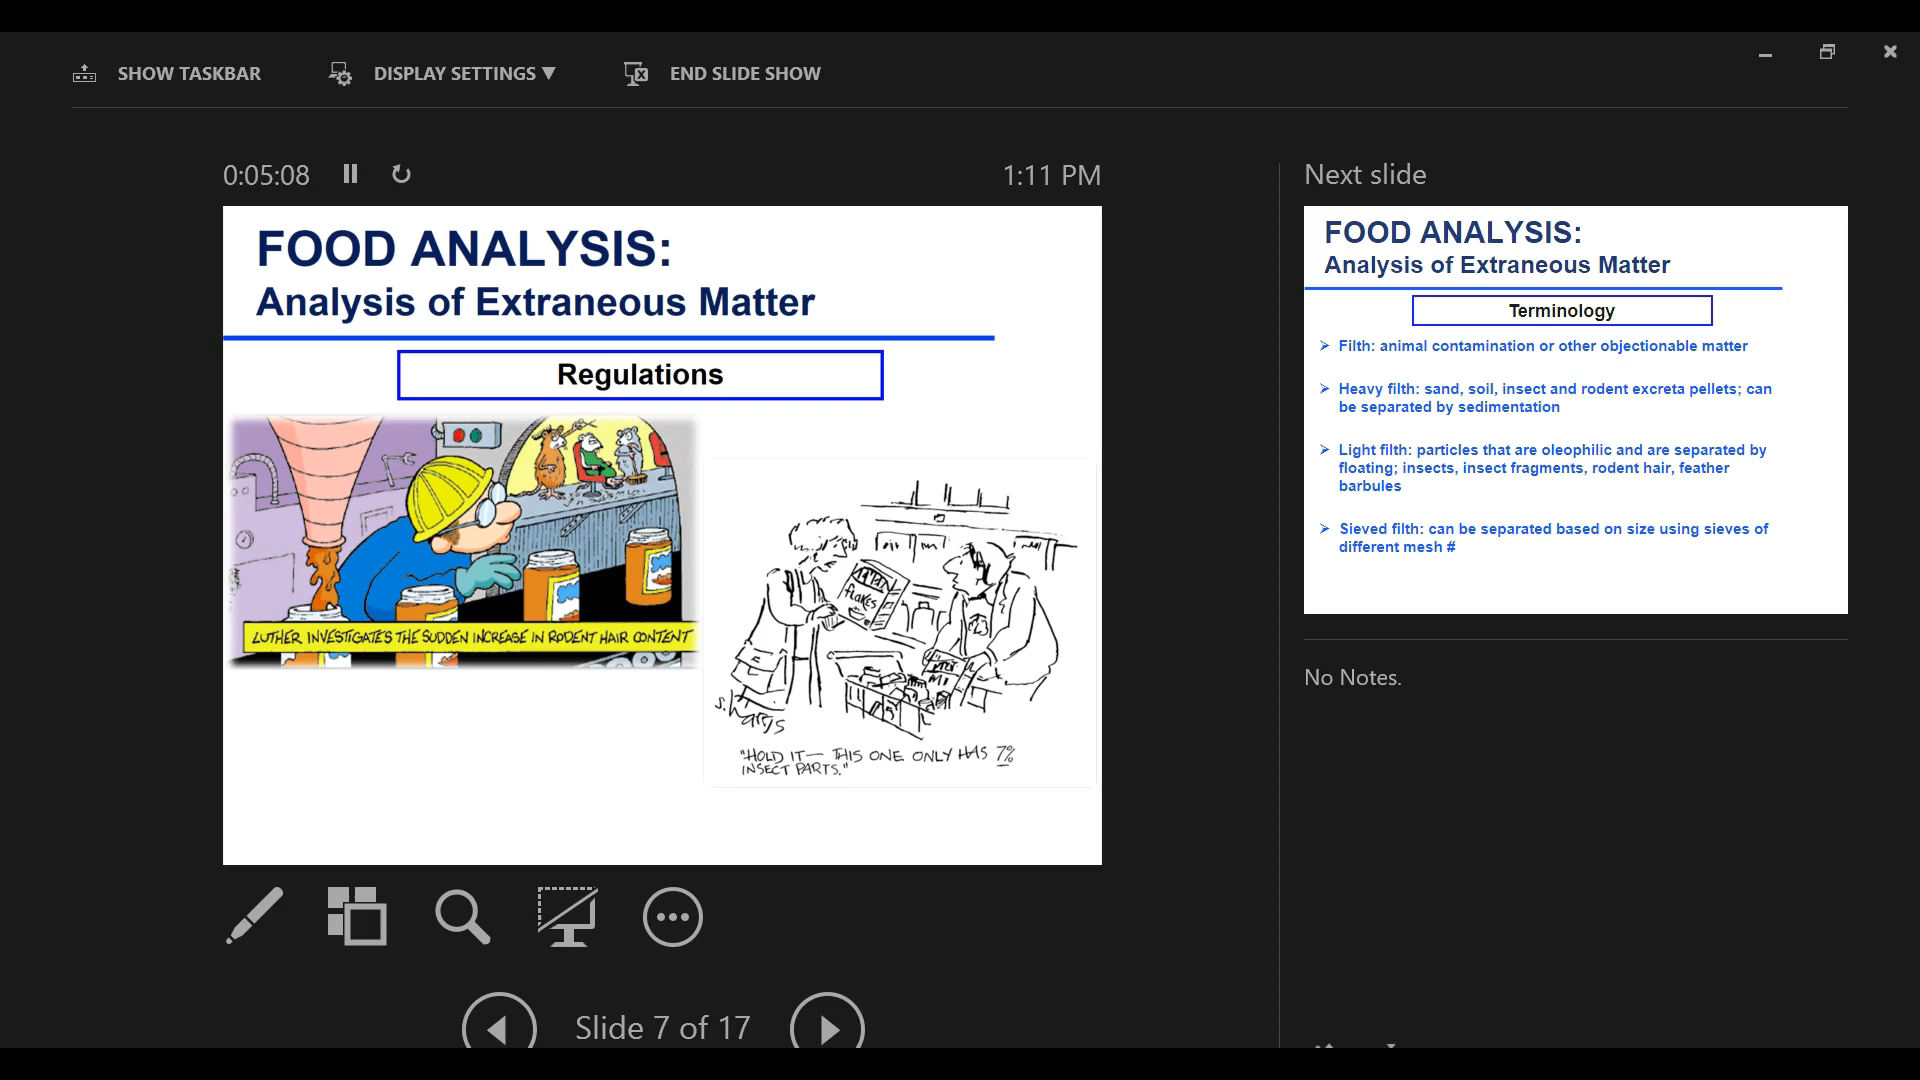 SHOW TASKBAR
DISPLAY SETTINGS ▼
END SLIDE SHOW
0:05:08
1:11 PM
FOOD ANALYSIS:
Analysis of Extraneous Matter
Regulations
LUTHER INVESTIGATES THE SUDDEN INCREASE IN RODENT HAIR CONTENT
flakes
S. Harris
"HOLD IT— THIS ONE ONLY HAS 7%
INSECT PARTS."
Slide 7 of 17
Next slide
FOOD ANALYSIS:
Analysis of Extraneous Matter
Terminology
➢ Filth: animal contamination or other objectionable matter
➢ Heavy filth: sand, soil, insect and rodent excreta pellets; can
be separated by sedimentation
➢ Light filth: particles that are oleophilic and are separated by
floating; insects, insect fragments, rodent hair, feather
barbules
➢ Sieved filth: can be separated based on size using sieves of
different mesh #
No Notes.